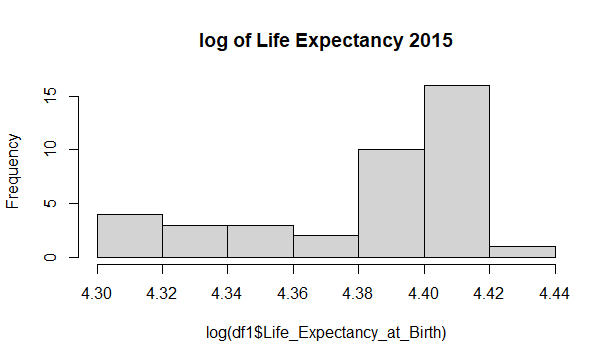 log of Life Expectancy 2015
Frequency
15
10
5
0
4.30 4.32 4.34 4.36 4.38 4.40 4.42 4.44
log(df1$Life_Expectancy_at_Birth)